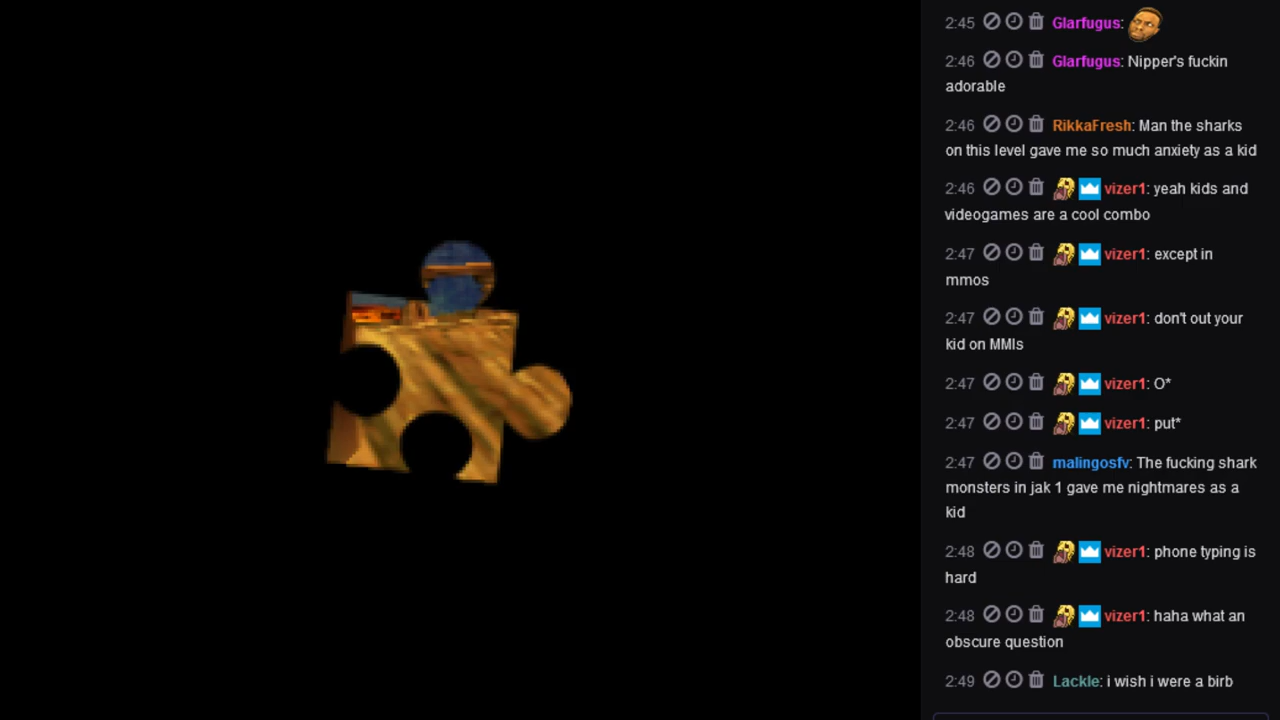 2:45 Glarfugus:
2:46 Glarfugus: Nipper's fuckin
adorable
2:46 RikkaFresh: Man the sharks
on this level gave me so much anxiety as a kid
2:46 vizer1: yeah kids and
videogames are a cool combo
2:47 vizer1: except in
mmos
2:47 vizer1: don't out your
kid on MMIs
2:47 vizer1: O*
2:47 vizer1: put*
2:47 malingosfv: The fucking shark
monsters in jak 1 gave me nightmares as a
kid
2:48 vizer1: phone typing is
hard
2:48 vizer1: haha what an
obscure question
2:49 Lackle: i wish i were a birb